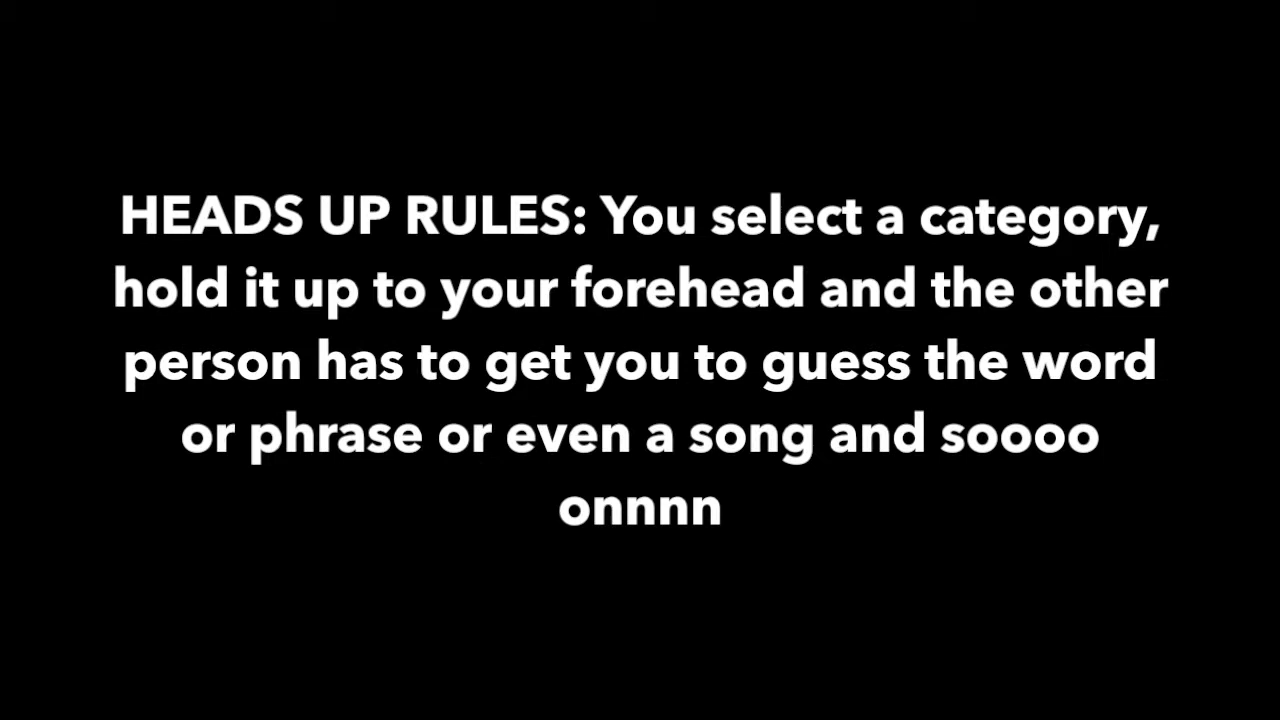 HEADS UP RULES: You select a category,
hold it up to your forehead and the other
person has to get you to guess the word
or phrase or even a song and soooo
onnnn